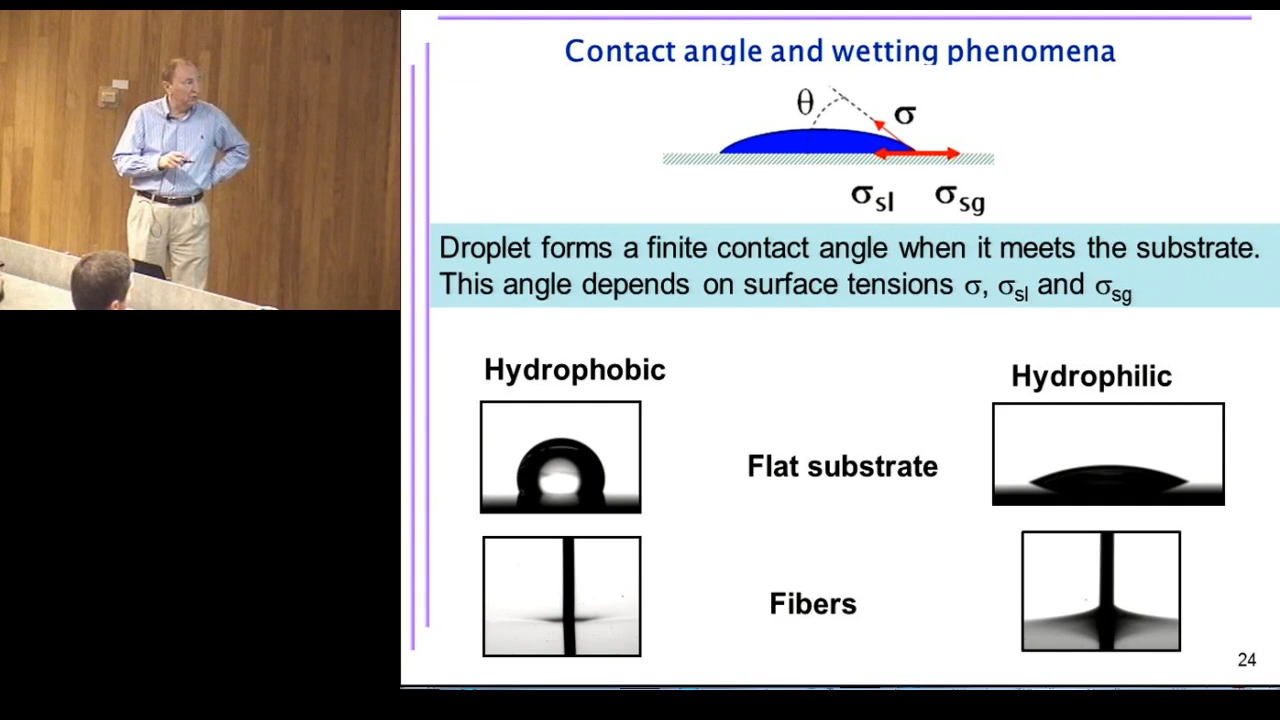 Contact angle and wetting phenomena
θ
σ
σsl σsg
Droplet forms a finite contact angle when it meets the substrate.
This angle depends on surface tensions σ, σsl and σsg
Hydrophobic
Hydrophilic
Flat substrate
Fibers
24